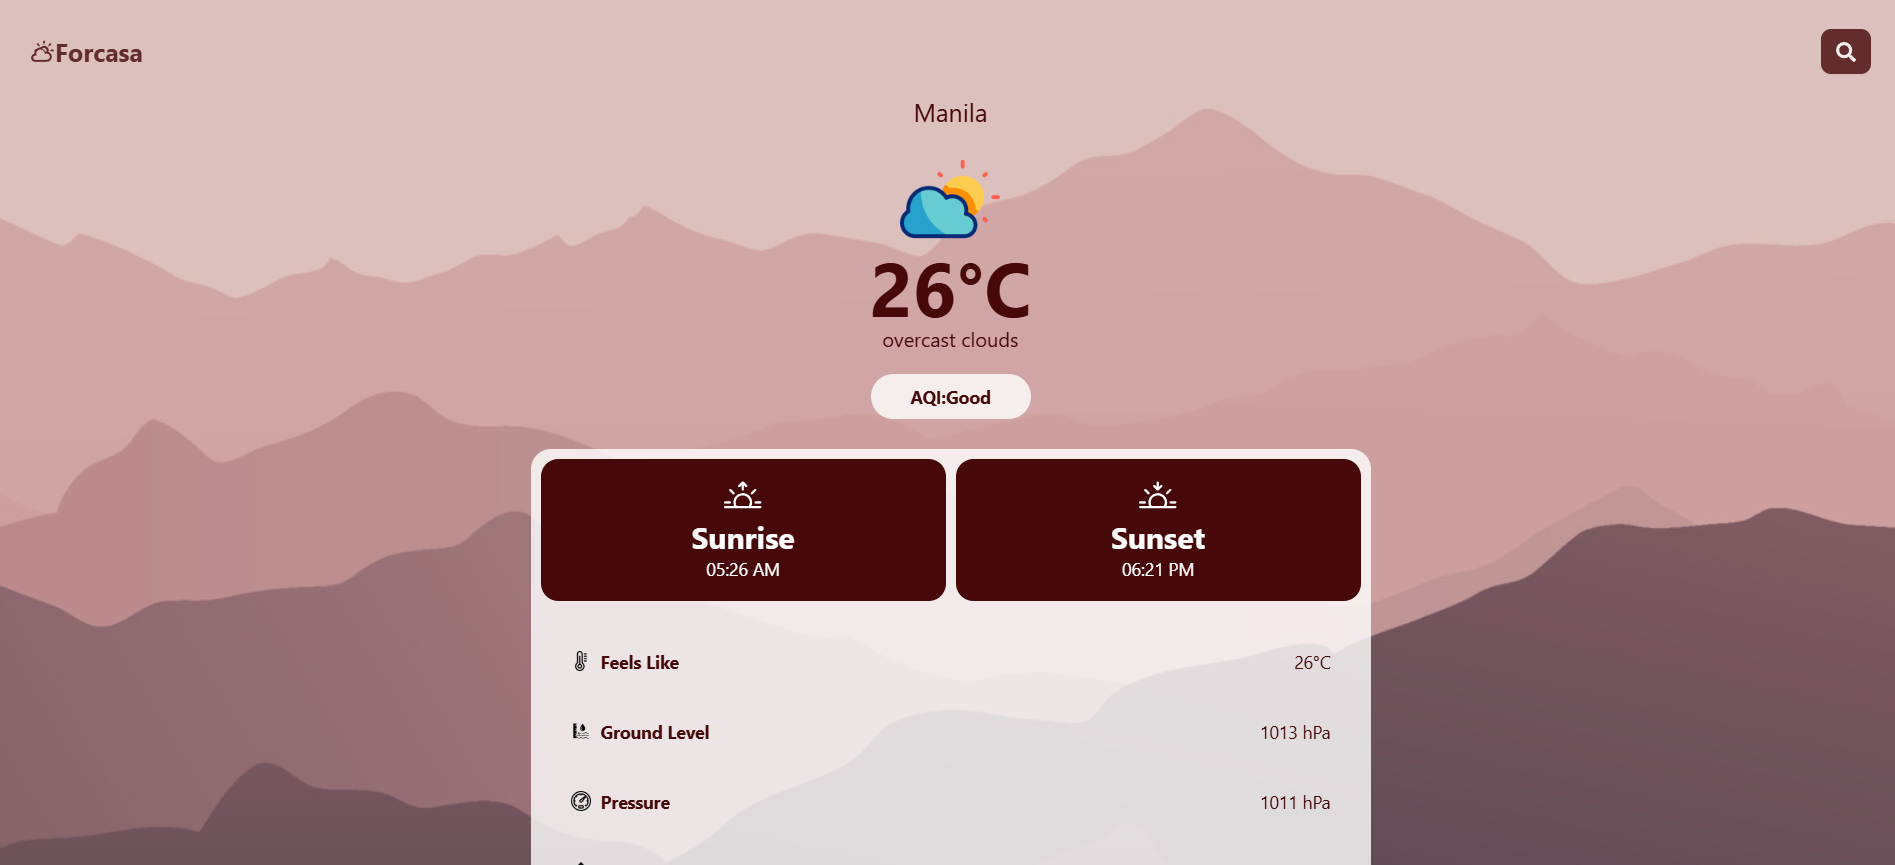 Forcasa
Manila
26°C
overcast clouds
AQI:Good
Sunrise
05:26 AM
Sunset
06:21 PM
Feels Like 26°C
Ground Level 1013 hPa
Pressure 1011 hPa